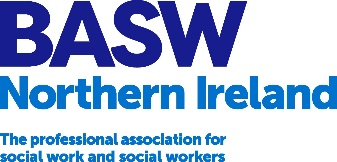 BASW
Northern Ireland
The professional association for
social work and social workers